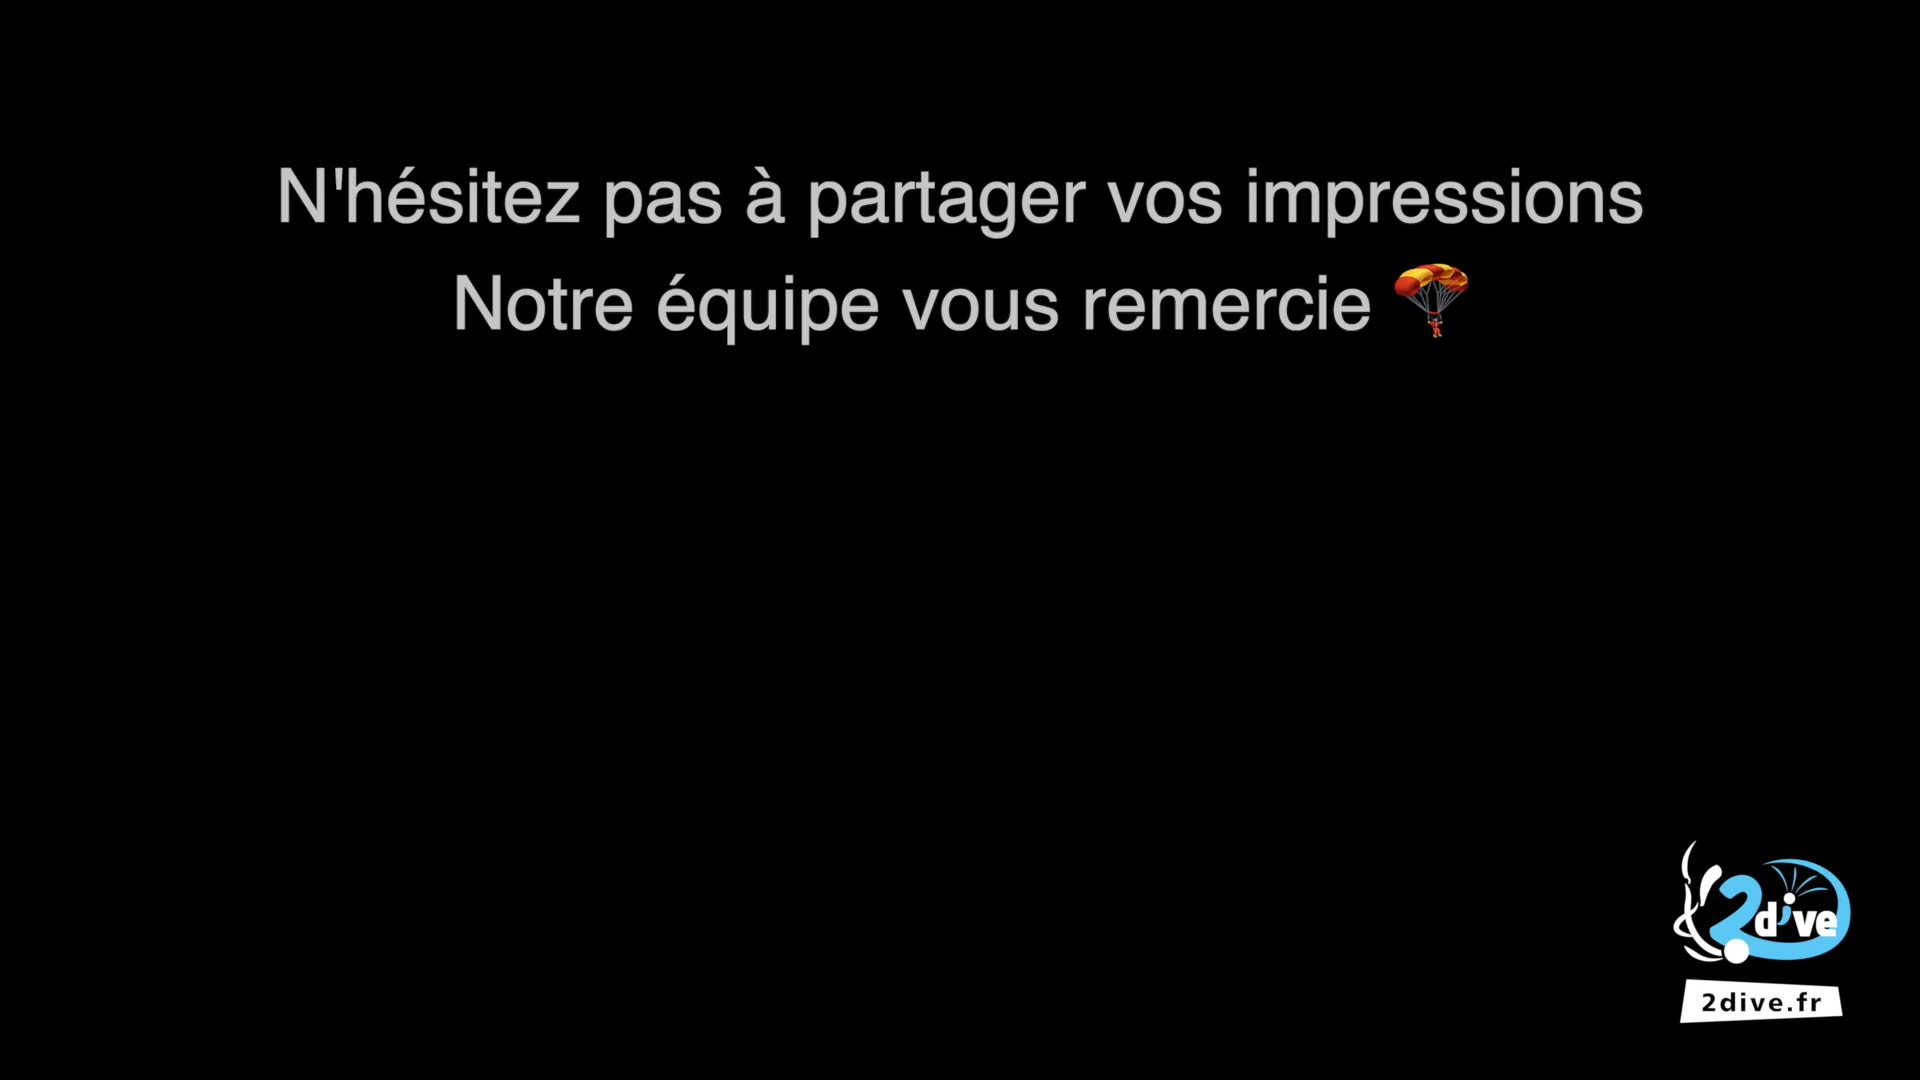 N'hésitez pas à partager vos impressions
Notre équipe vous remercie 🪂
2dive
2dive.fr